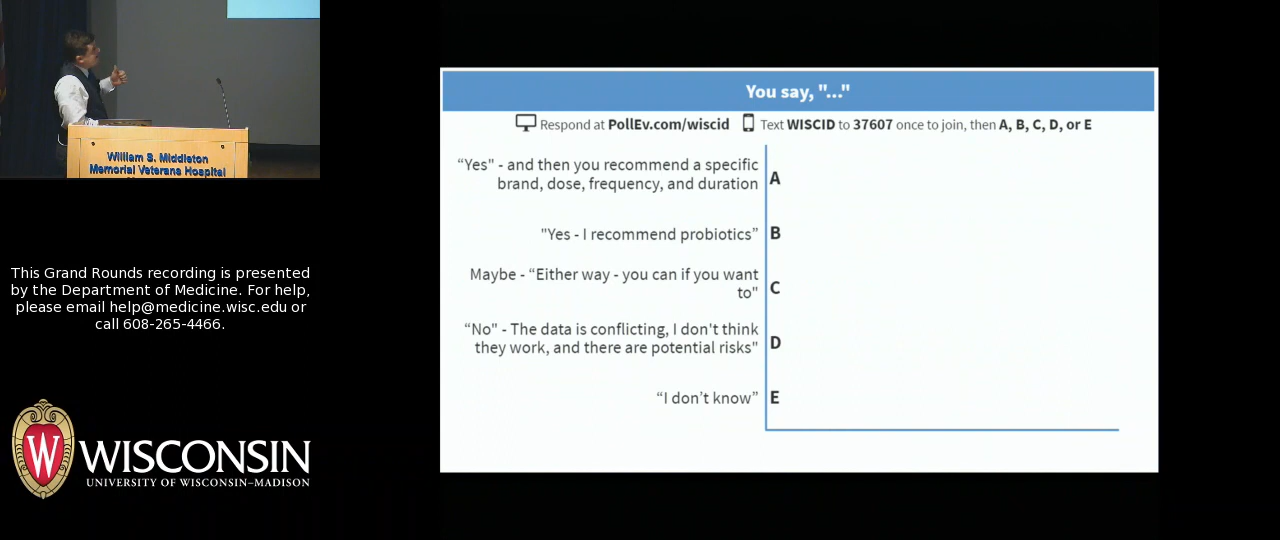 William S. Middleton
Memorial Veterans Hospital
This Grand Rounds recording is presented
by the Department of Medicine. For help,
please email help@medicine.wisc.edu or
call 608-265-4466.
W WISCONSIN
UNIVERSITY OF WISCONSIN–MADISON
You say, "..."
Respond at PollEv.com/wiscid Text WISCID to 37607 once to join, then A, B, C, D, or E
“Yes" - and then you recommend a specific
brand, dose, frequency, and duration
A
"Yes - I recommend probiotics”
B
Maybe - “Either way - you can if you want
to"
C
“No" - The data is conflicting, I don't think
they work, and there are potential risks"
D
“I don’t know”
E